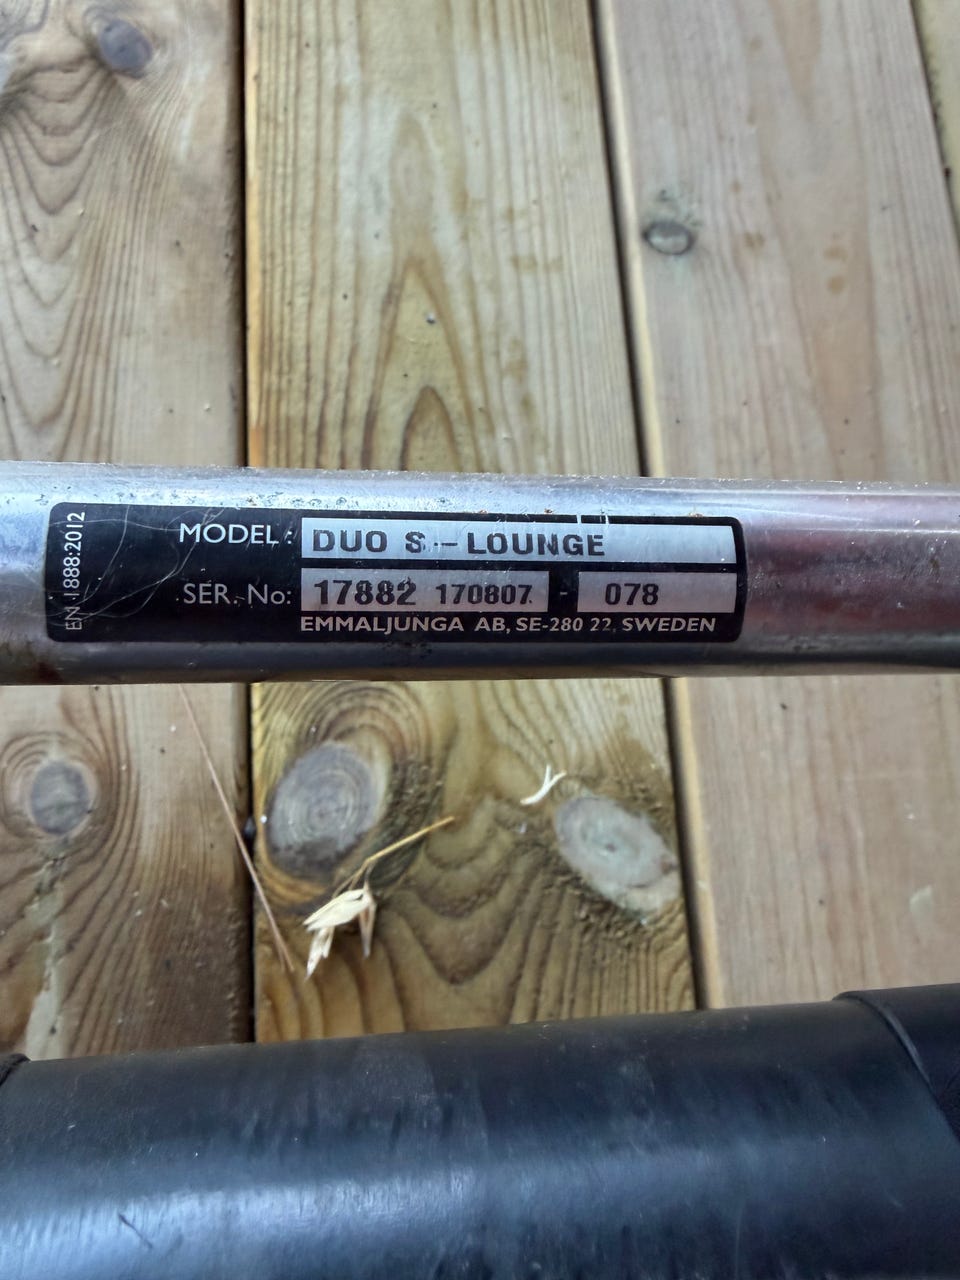 EN 1888:2012
MODEL: DUO S - LOUNGE
SER. No: 17882 170807 - 078
EMMALJUNGA AB, SE-280 22, SWEDEN